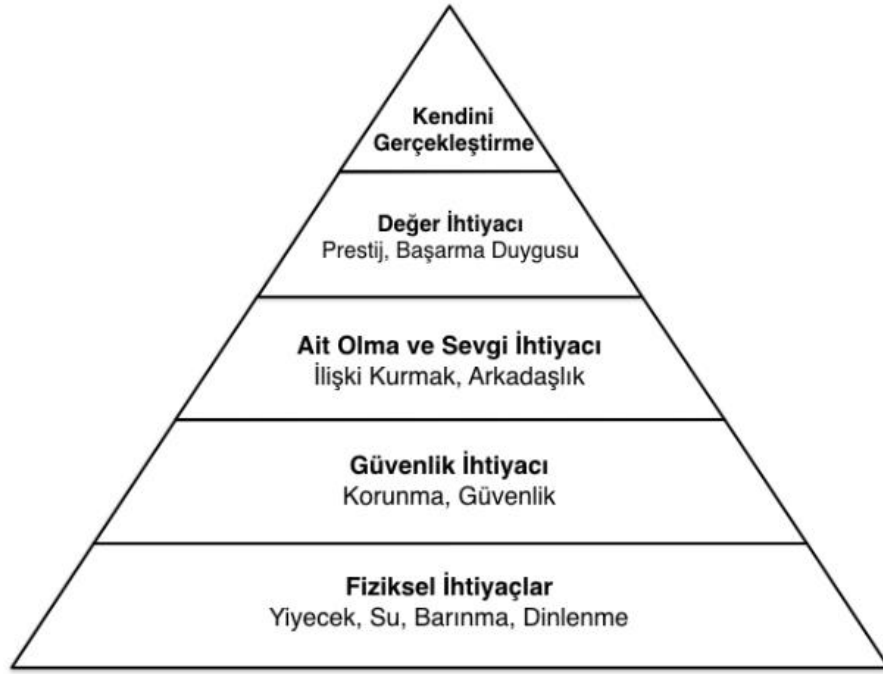 Kendini
Gerçekleştirme
Değer İhtiyacı
Prestij, Başarma Duygusu
Ait Olma ve Sevgi İhtiyacı
İlişki Kurmak, Arkadaşlık
Güvenlik İhtiyacı
Korunma, Güvenlik
Fiziksel İhtiyaçlar
Yiyecek, Su, Barınma, Dinlenme